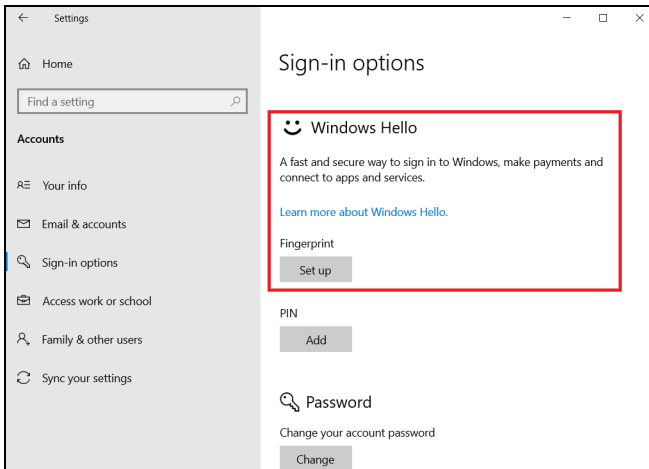 Settings
Home
Find a setting
Accounts
Your info
Email & accounts
Sign-in options
Access work or school
Family & other users
Sync your settings
Sign-in options
Windows Hello
A fast and secure way to sign in to Windows, make payments and
connect to apps and services.
Learn more about Windows Hello.
Fingerprint
Set up
PIN
Add
Password
Change your account password
Change